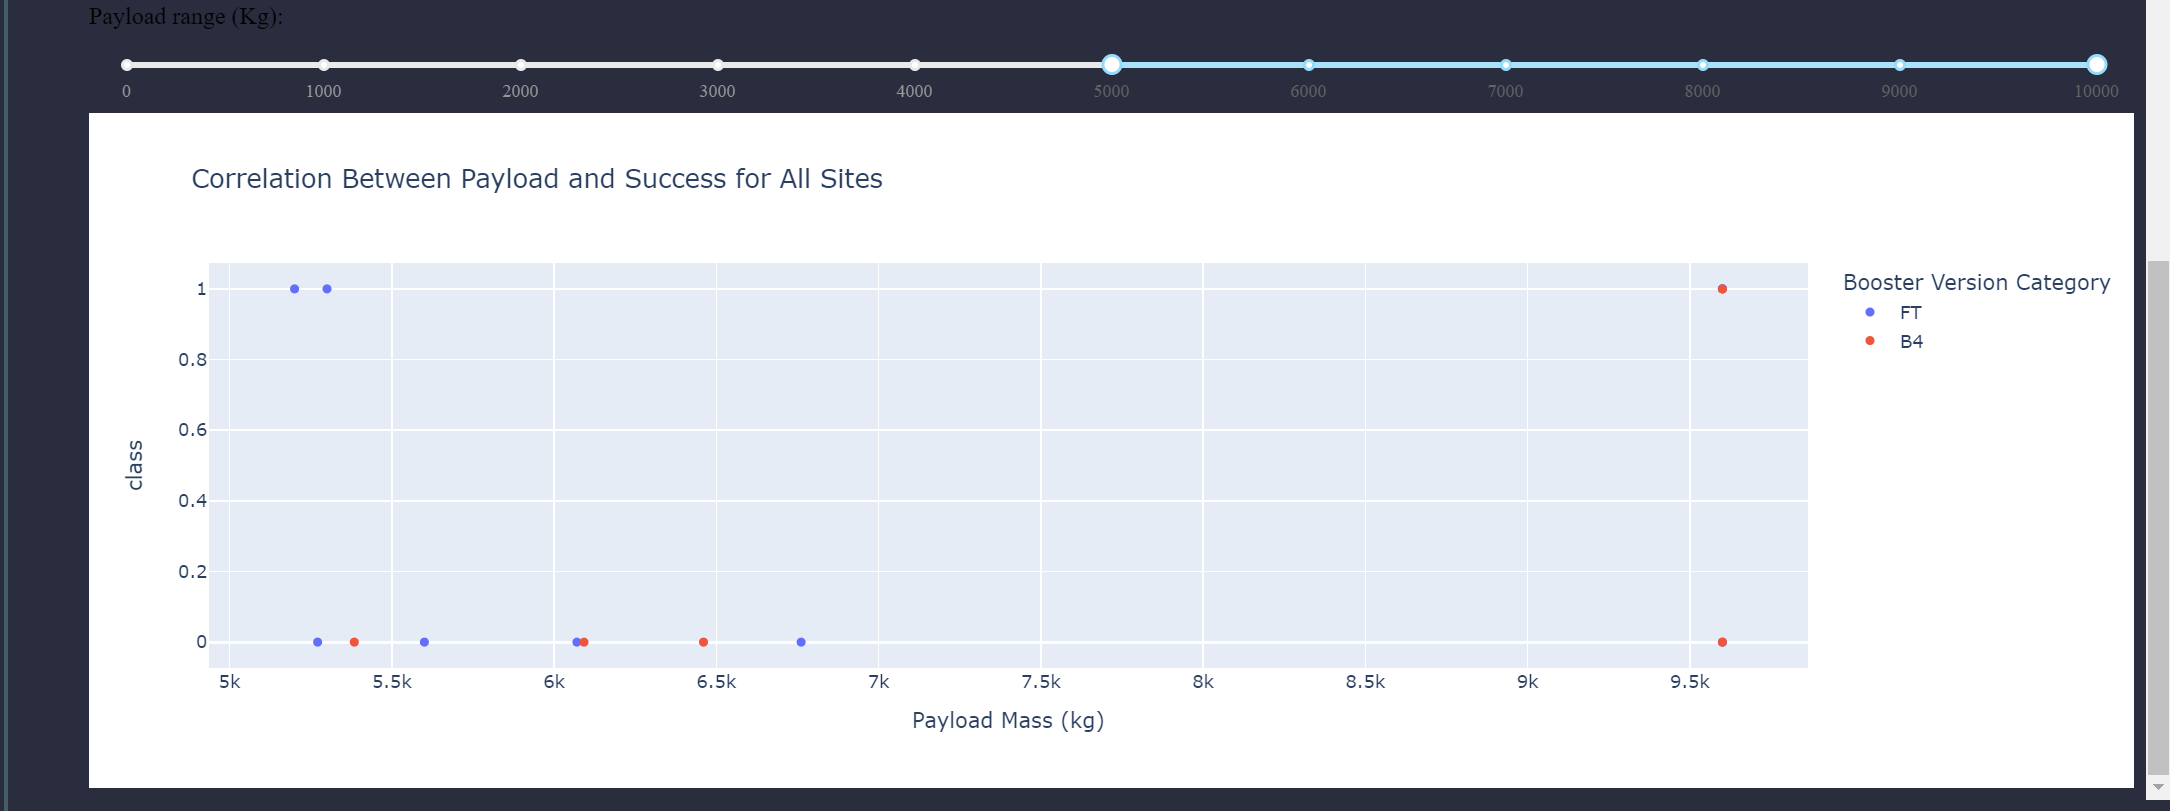 Payload range (Kg):
0 1000 2000 3000 4000 5000 6000 7000 8000 9000 10000
Correlation Between Payload and Success for All Sites
Booster Version Category
FT
B4
1
0.8
0.6
0.4
0.2
0
class
5k 5.5k 6k 6.5k 7k 7.5k 8k 8.5k 9k 9.5k
Payload Mass (kg)